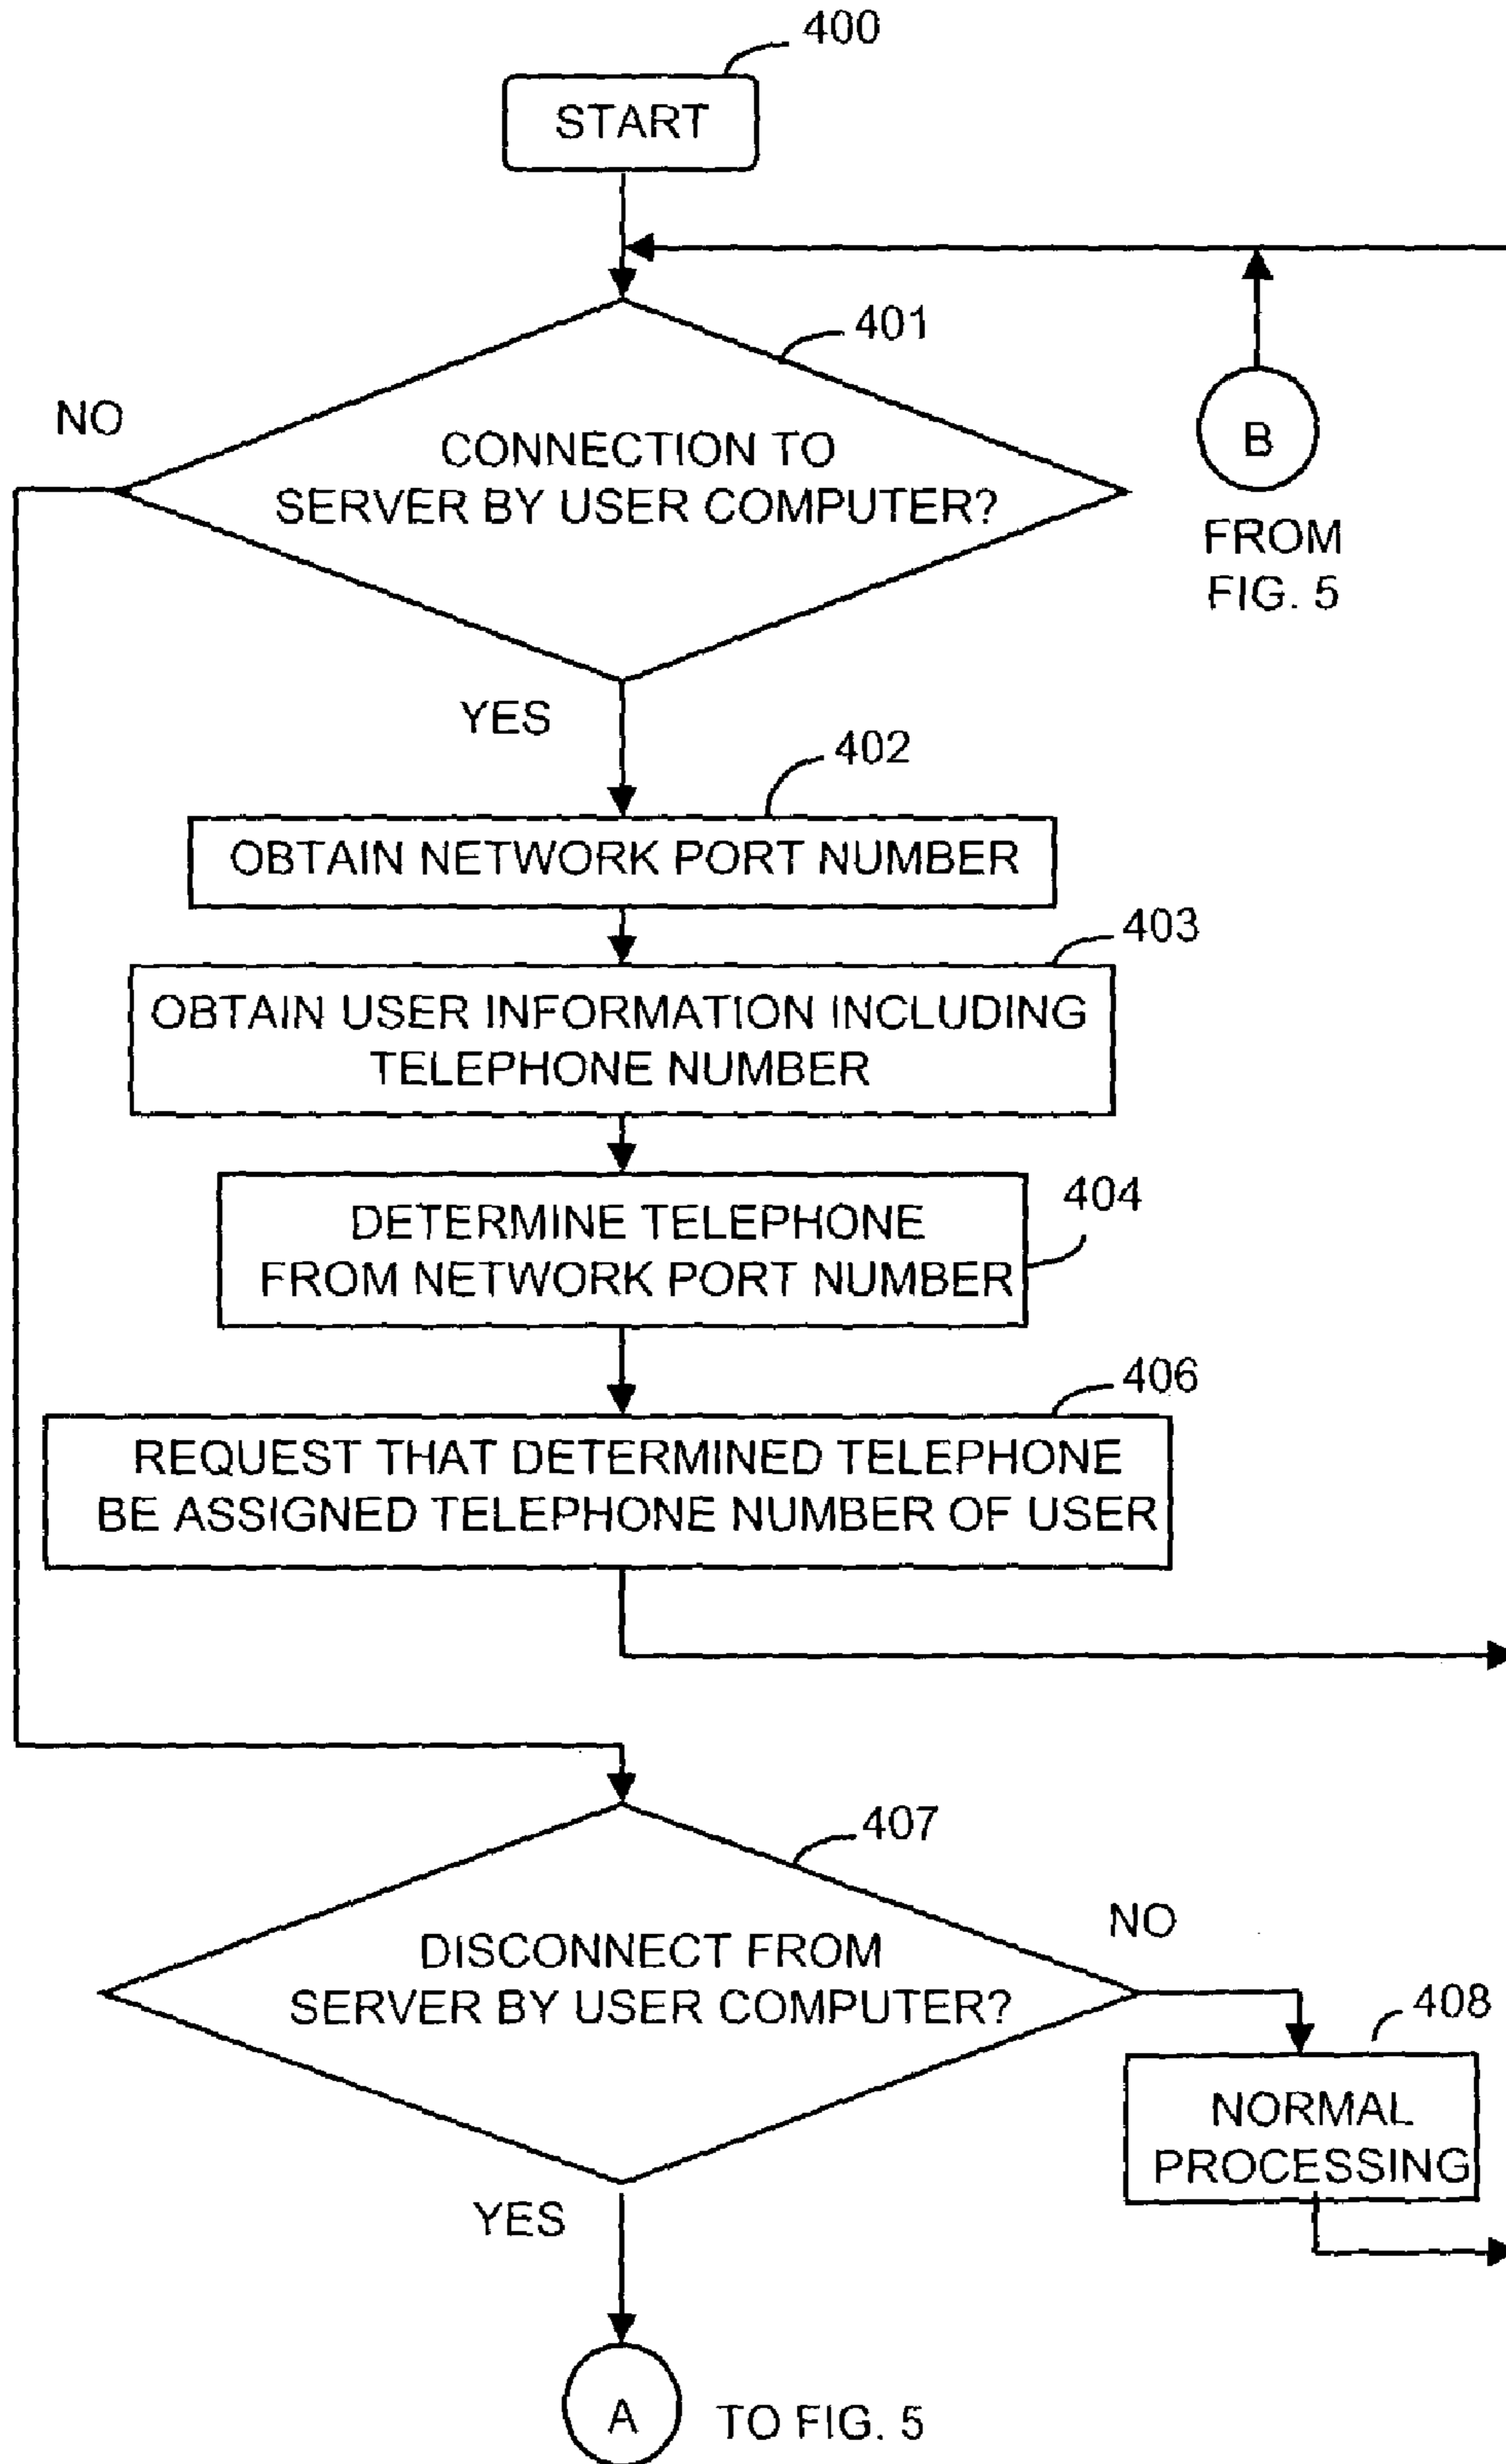 400
START
401
NO
CONNECTION TO
SERVER BY USER COMPUTER?
B
FROM
FIG. 5
YES
402
OBTAIN NETWORK PORT NUMBER
403
OBTAIN USER INFORMATION INCLUDING
TELEPHONE NUMBER
404
DETERMINE TELEPHONE
FROM NETWORK PORT NUMBER
406
REQUEST THAT DETERMINED TELEPHONE
BE ASSIGNED TELEPHONE NUMBER OF USER
407
NO
DISCONNECT FROM
SERVER BY USER COMPUTER?
408
NORMAL
PROCESSING
YES
A
TO FIG. 5